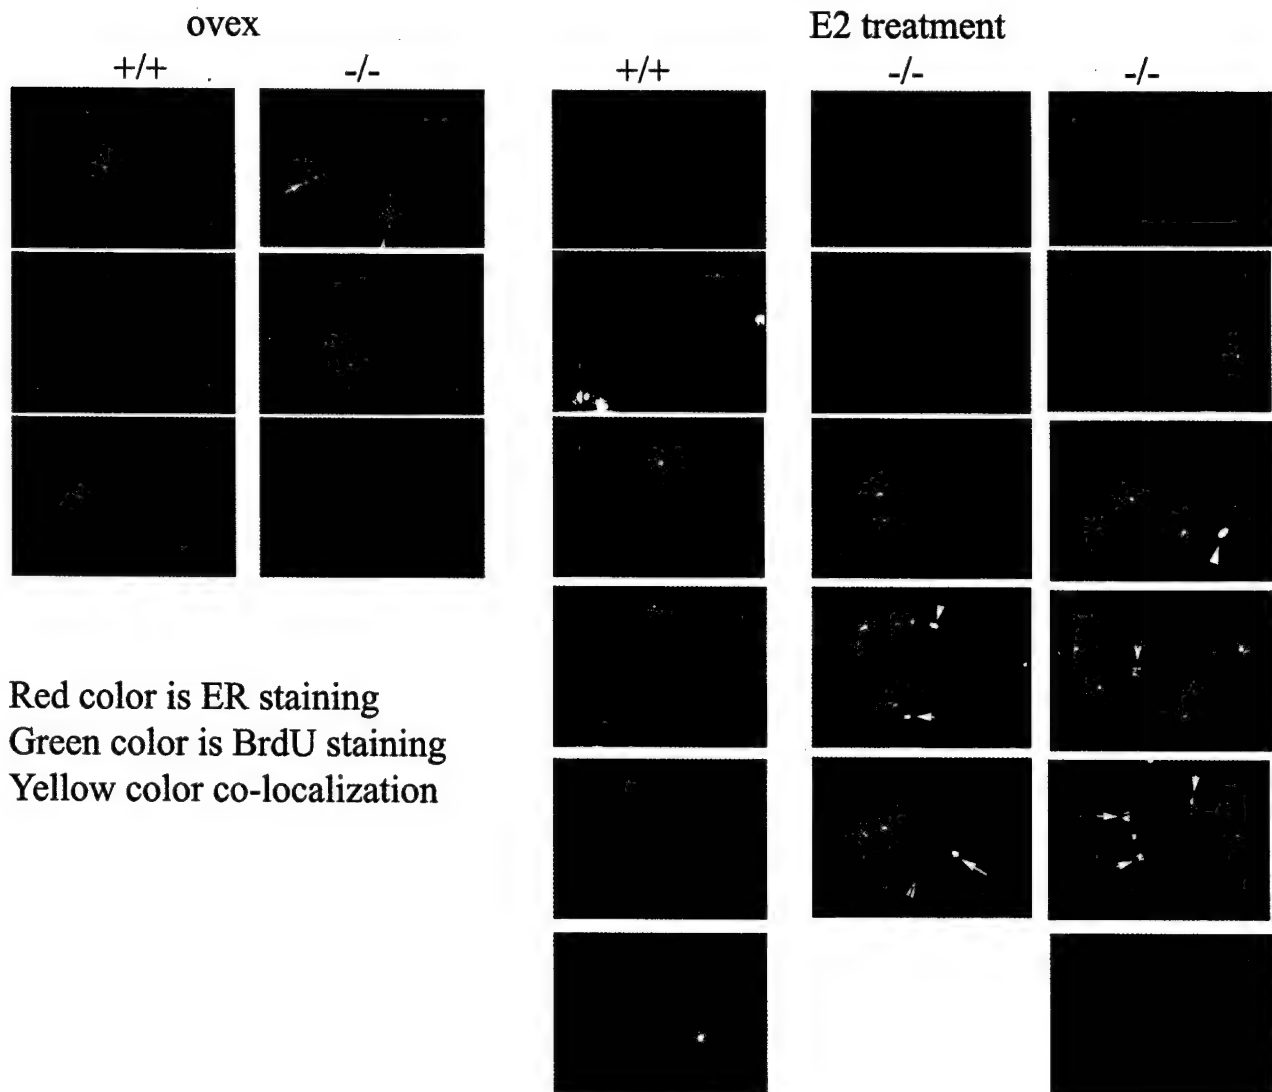 ovex
E2 treatment
+/+
-/-
+/+
-/-
-/-
Red color is ER staining
Green color is BrdU staining
Yellow color co-localization